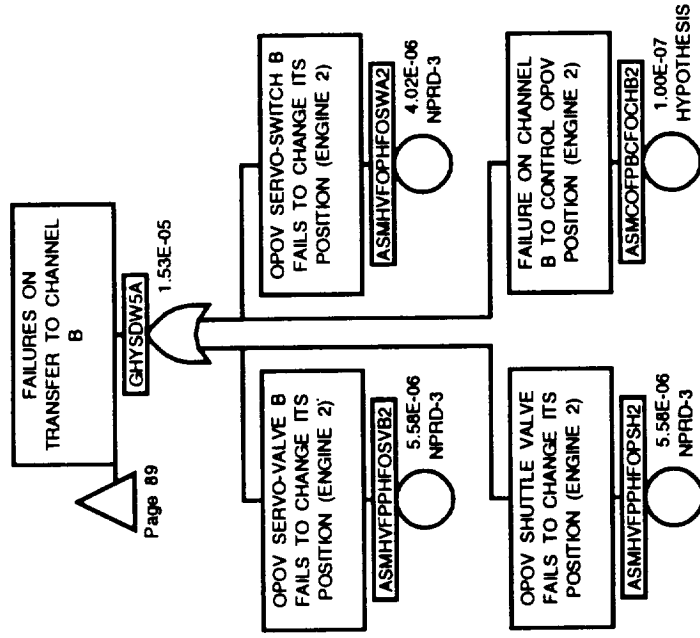 FAILURES ON
TRANSFER TO CHANNEL
B
GHYSDW5A
1.53E-05
Page 89
OPOV SERVO-VALVE B
FAILS TO CHANGE ITS
POSITION (ENGINE 2)
ASMHVFPPHFOSVB2
5.58E-06
NPRD-3
OPOV SERVO-SWITCH B
FAILS TO CHANGE ITS
POSITION (ENGINE 2)
ASMHVFOPHFOSWA2
4.02E-06
NPRD-3
OPOV SHUTTLE VALVE
FAILS TO CHANGE ITS
POSITION (ENGINE 2)
ASMHVFPPHFOPSH2
5.58E-06
NPRD-3
FAILURE ON CHANNEL
B TO CONTROL OPOV
POSITION (ENGINE 2)
ASMCOFPBCFOCHB2
1.00E-07
HYPOTHESIS